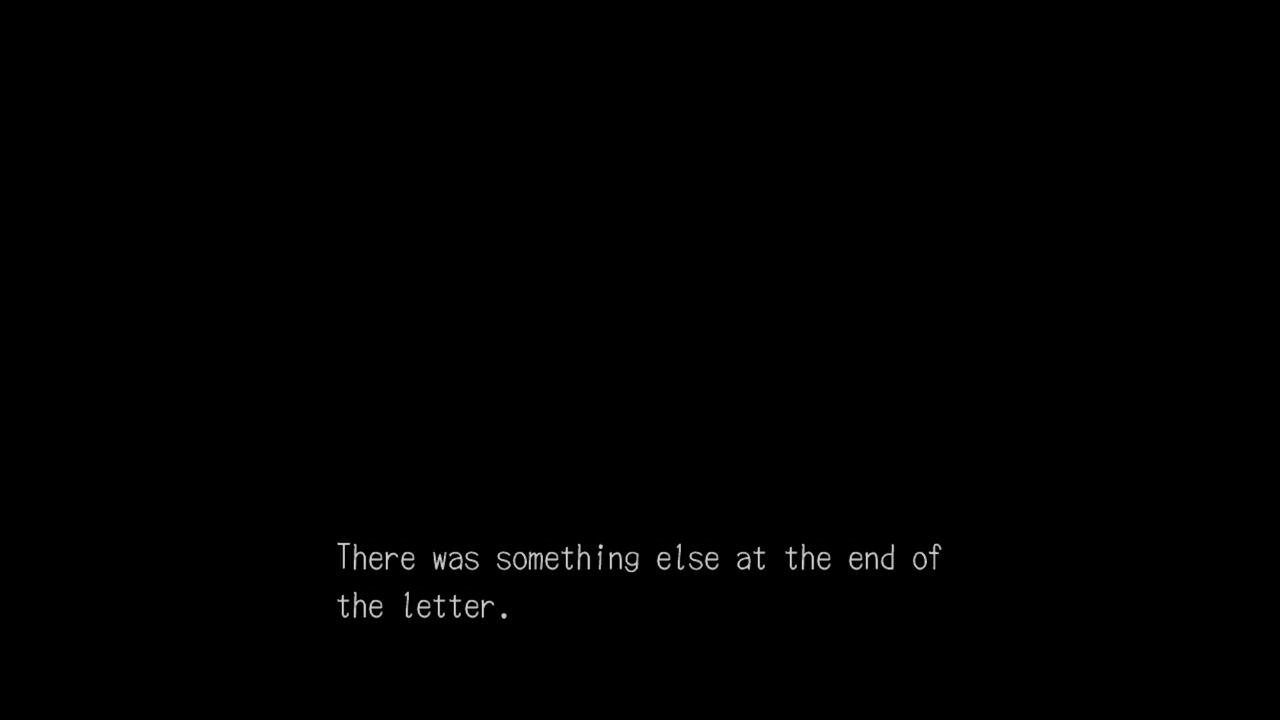 There was something else at the end of
the letter.